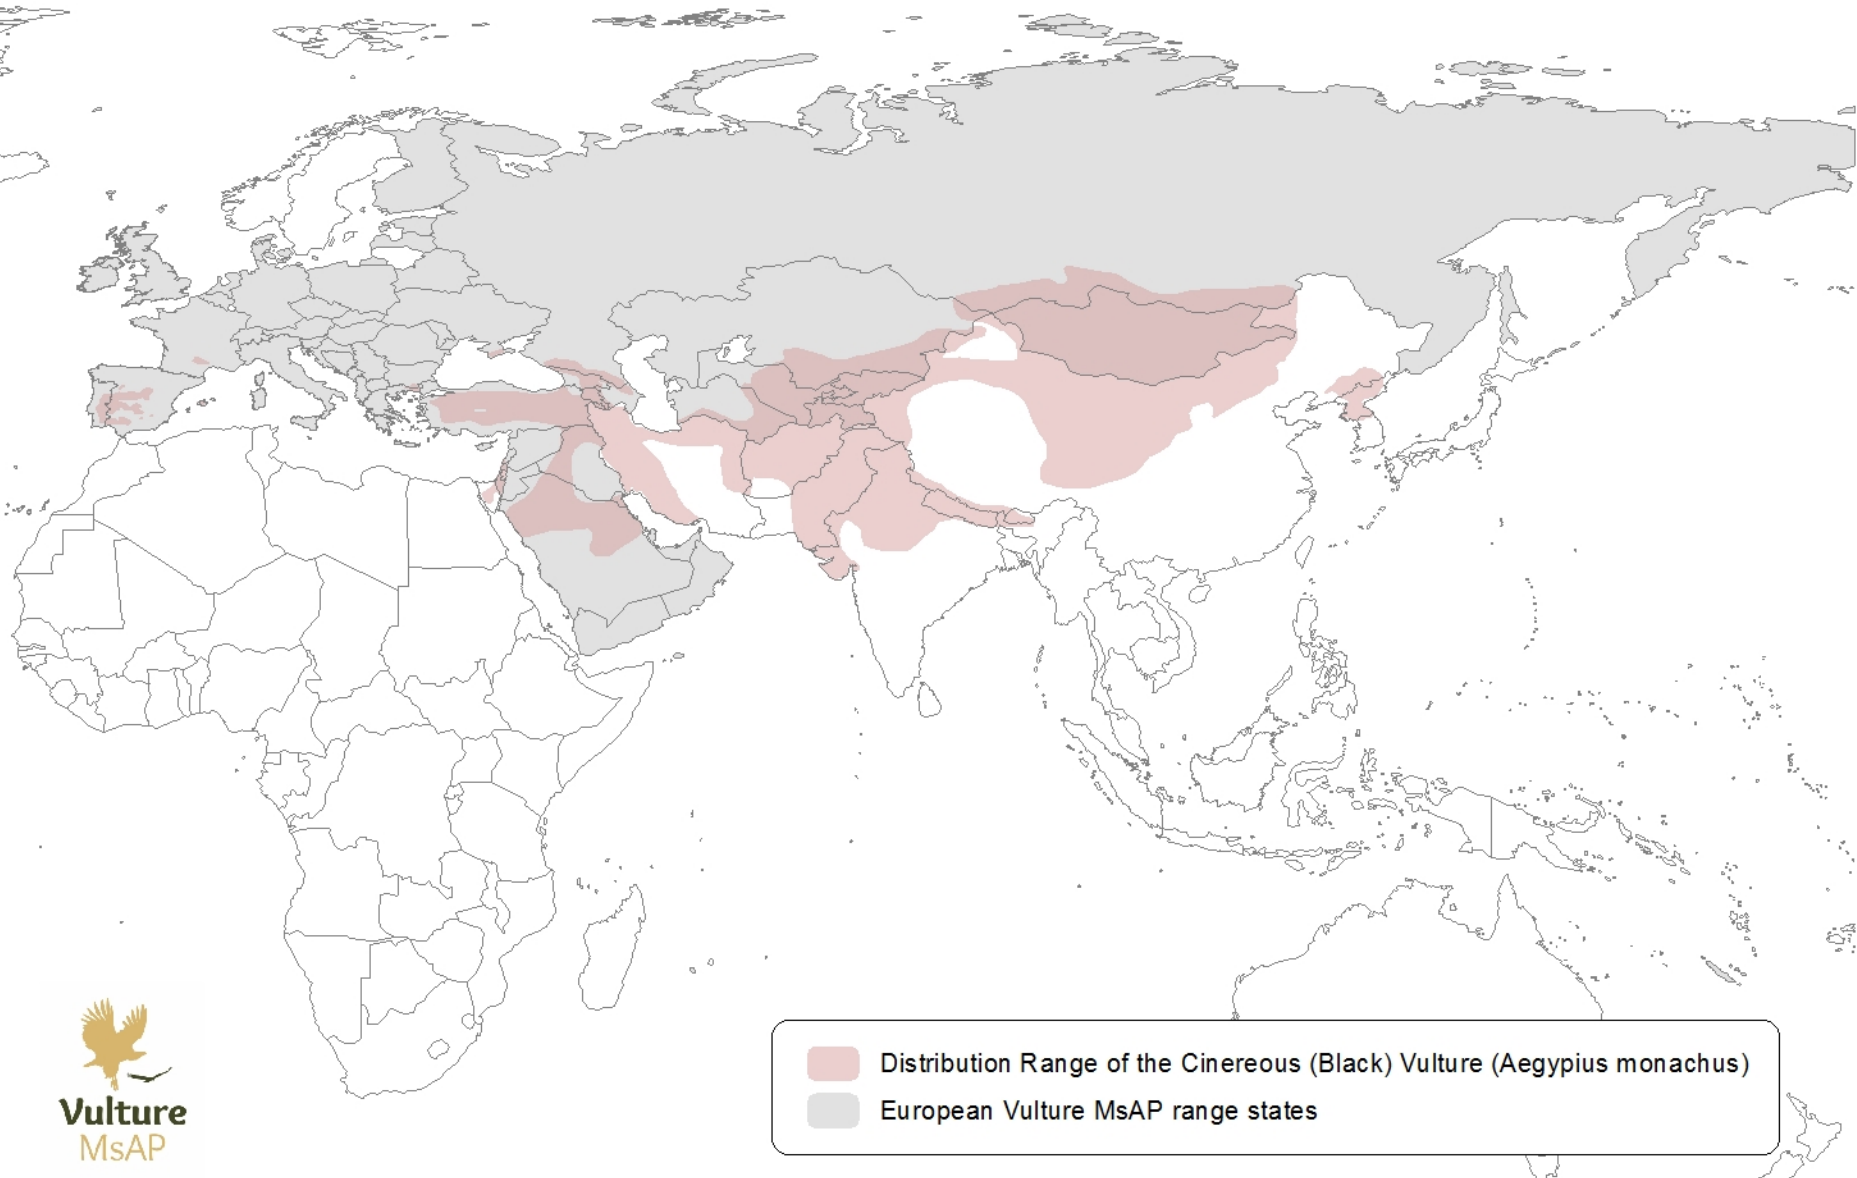 Distribution Range of the Cinereous (Black) Vulture (Aegypius monachus)
European Vulture MsAP range states
Vulture
MsAP